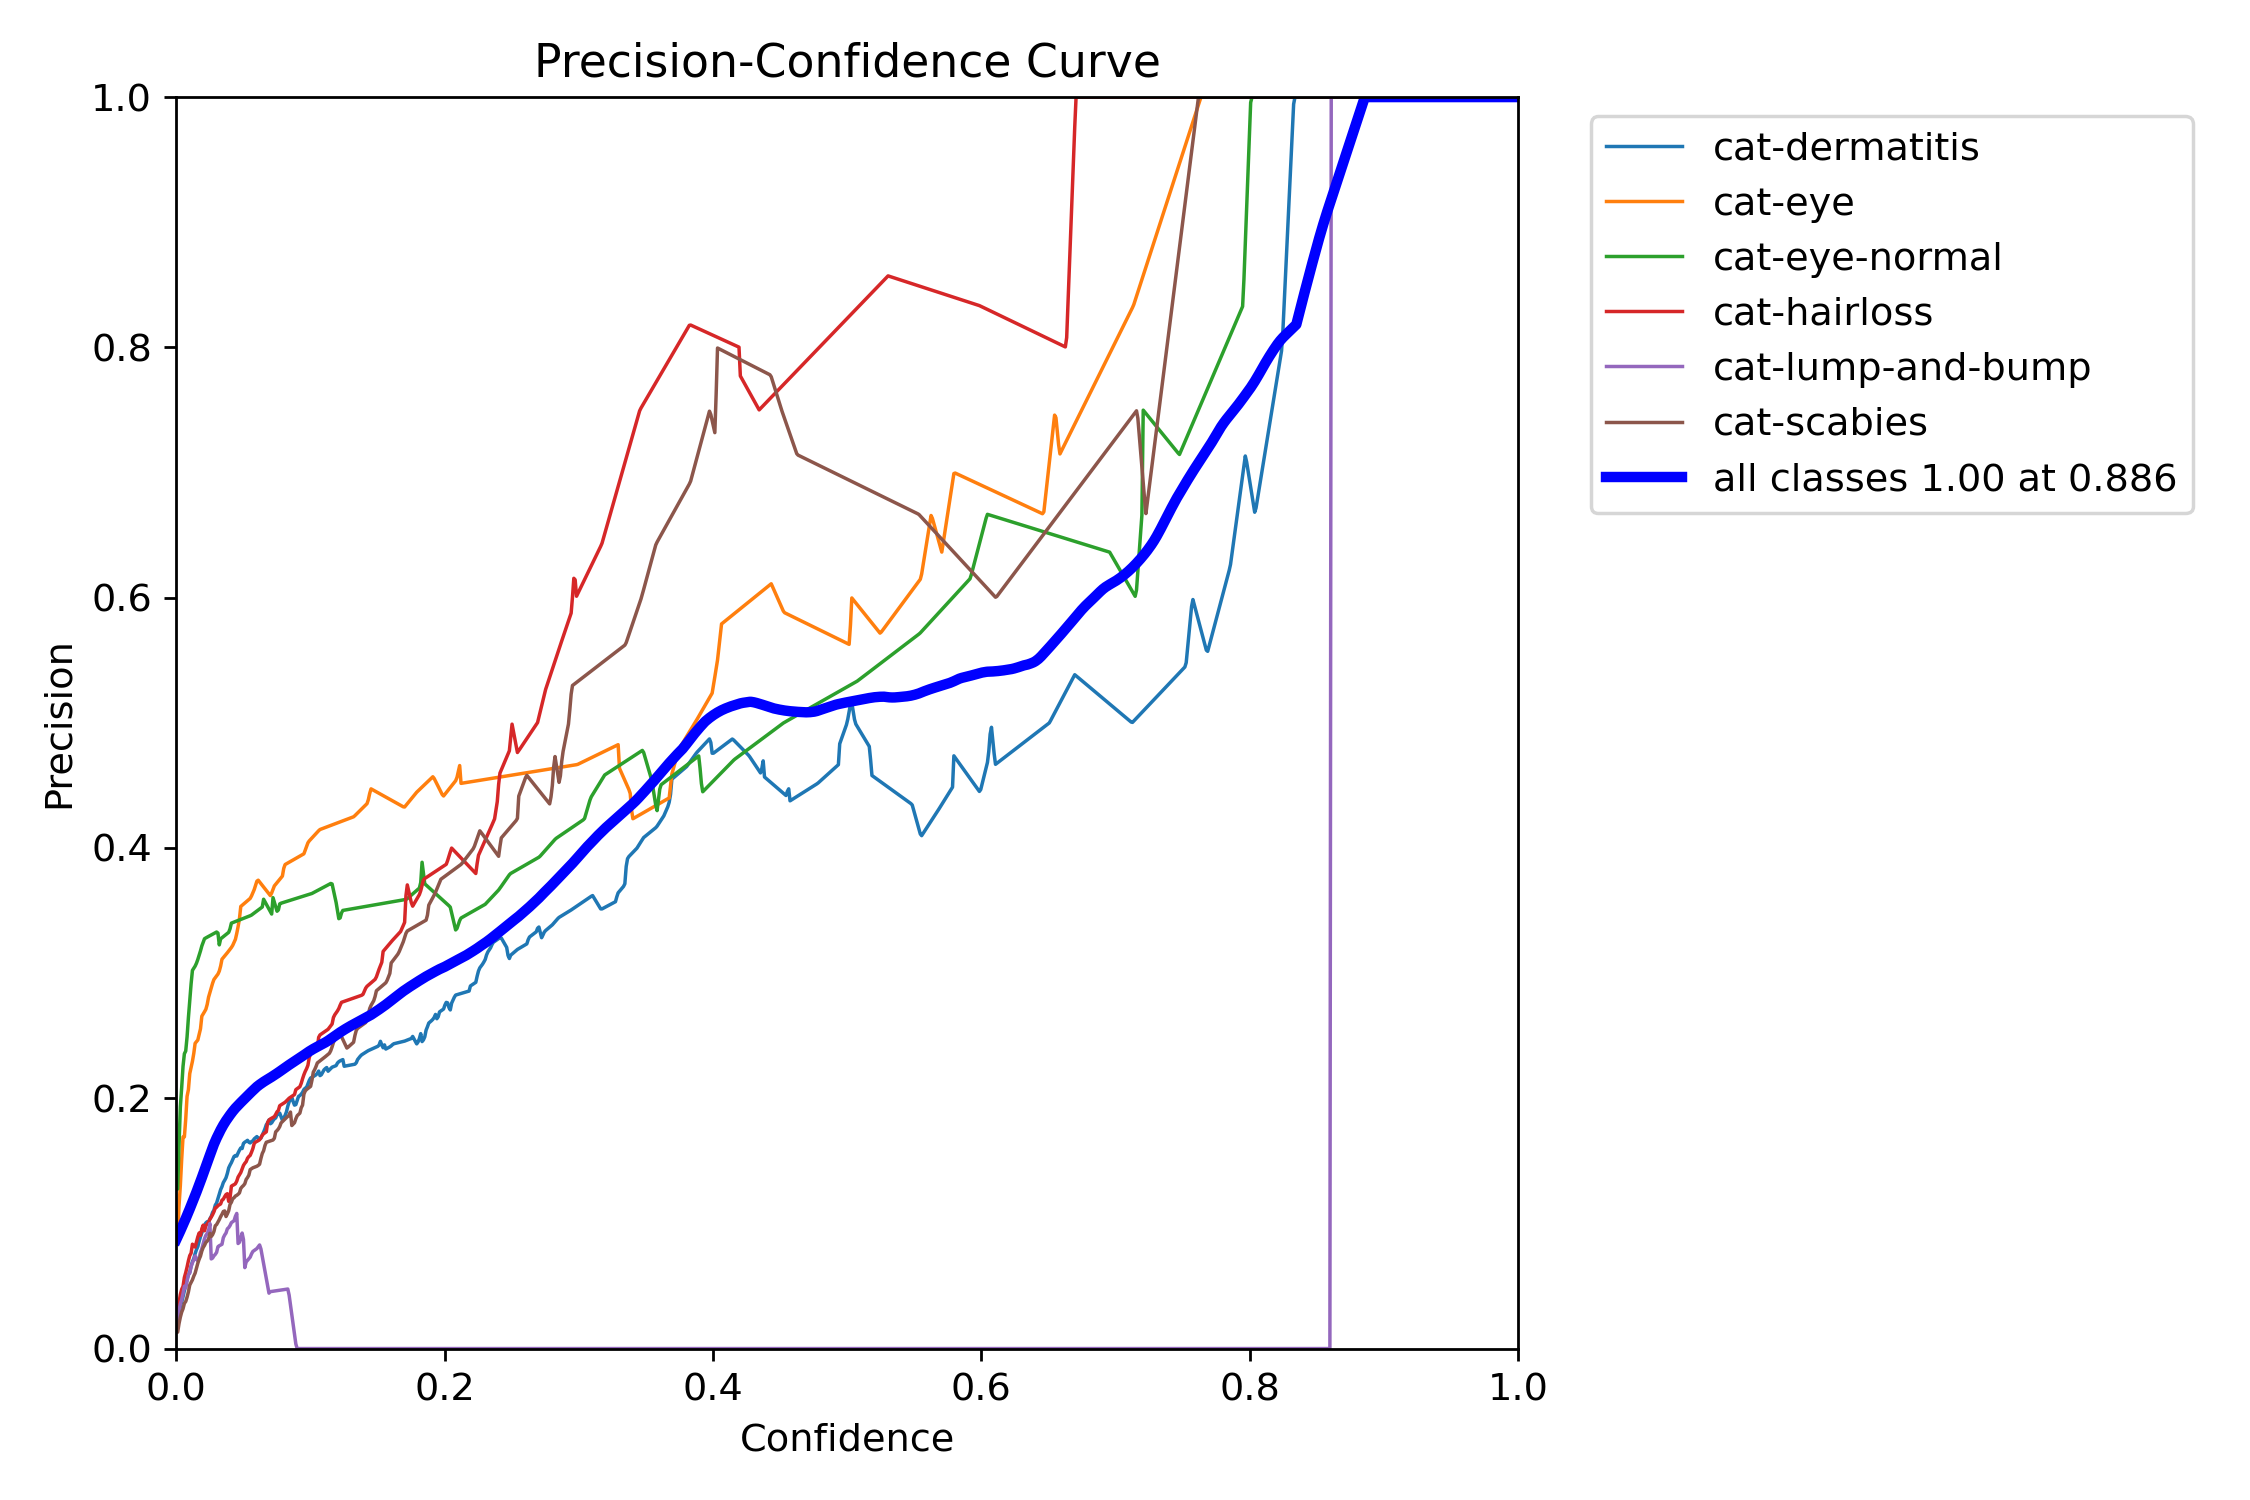 Precision-Confidence Curve
1.0
0.8
0.6
0.4
0.2
0.0
Precision
0.0 0.2 0.4 0.6 0.8 1.0
Confidence
cat-dermatitis
cat-eye
cat-eye-normal
cat-hairloss
cat-lump-and-bump
cat-scabies
all classes 1.00 at 0.886